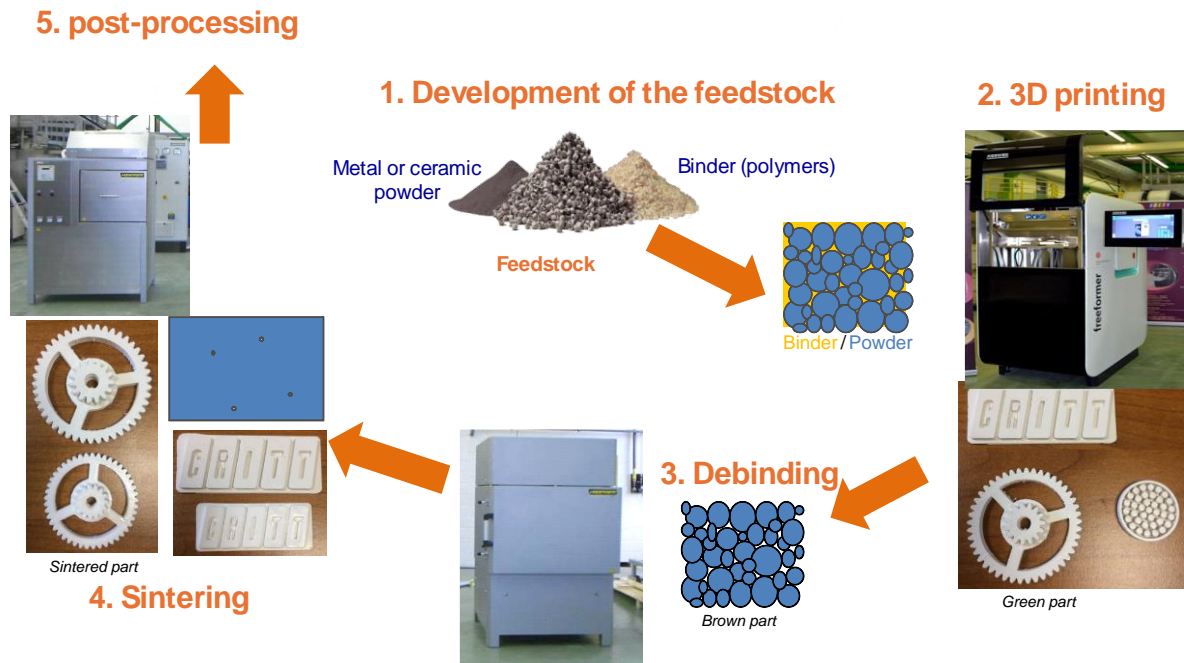 5. post-processing
1. Development of the feedstock
2. 3D printing
Metal or ceramic
powder
Binder (polymers)
Feedstock
Binder / Powder
freeformer
3. Debinding
Brown part
CRITT
Green part
CRITT
CRITT
Sintered part
4. Sintering